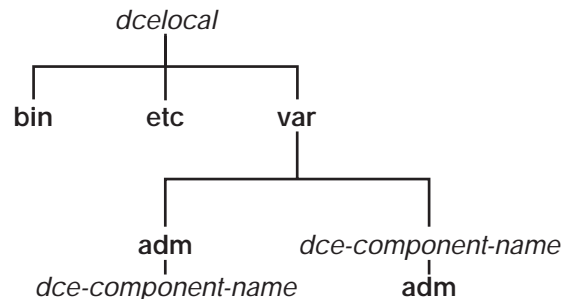 dcelocal
bin etc var
adm dce-component-name
dce-component-name adm